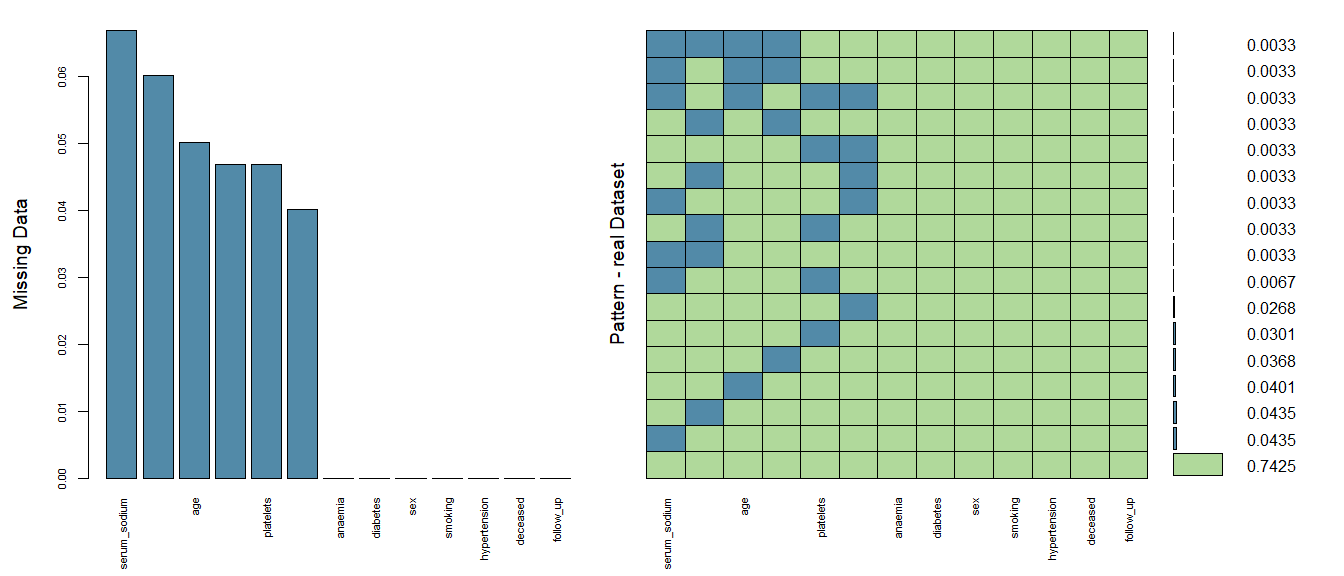 Missing Data
0.06
0.05
0.04
0.03
0.02
0.01
0.00
serum_sodium
age
platelets
anaemia
diabetes
sex
smoking
hypertension
deceased
follow_up
Pattern - real Dataset
0.0033
0.0033
0.0033
0.0033
0.0033
0.0033
0.0033
0.0033
0.0033
0.0067
0.0268
0.0301
0.0368
0.0401
0.0435
0.0435
0.7425
serum_sodium
age
platelets
anaemia
diabetes
sex
smoking
hypertension
deceased
follow_up